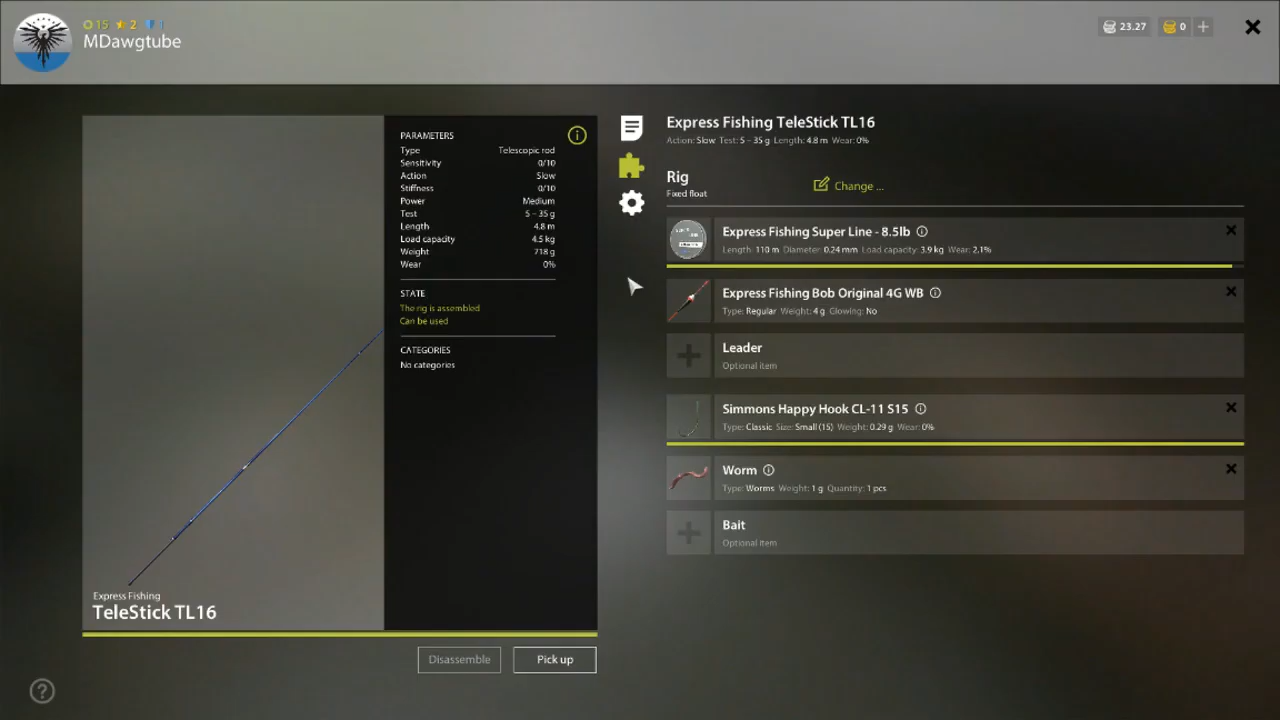 15 2 1
MDawgtube
23.27 0
PARAMETERS
Type Telescopic rod
Sensitivity 0/10
Action Slow
Stiffness 0/10
Power Medium
Test 5 – 35 g
Length 4.8 m
Load capacity 4.5 kg
Weight 718 g
Wear 0%
STATE
The rig is assembled
Can be used
CATEGORIES
No categories
Express Fishing
TeleStick TL16
Disassemble
Pick up
Express Fishing TeleStick TL16
Action: Slow Test: 5 – 35 g Length: 4.8 m Wear: 0%
Rig
Fixed float
Change ...
Express Fishing Super Line - 8.5lb
Length: 110 m Diameter: 0.24 mm Load capacity: 3.9 kg Wear: 2.1%
Express Fishing Bob Original 4G WB
Type: Regular Weight: 4 g Glowing: No
Leader
Optional item
Simmons Happy Hook CL-11 S15
Type: Classic Size: Small (15) Weight: 0.29 g Wear: 0%
Worm
Type: Worms Weight: 1 g Quantity: 1 pcs
Bait
Optional item